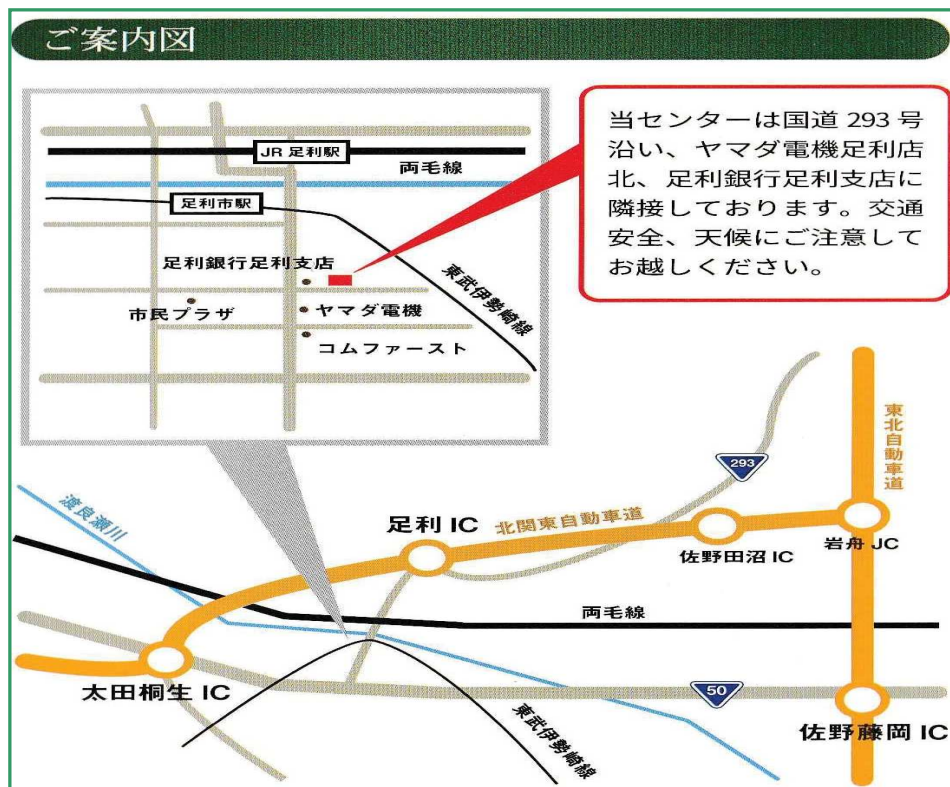 ご案内図
JR 足利駅
両毛線
足利市駅
足利銀行足利支店
東武伊勢崎線
市民プラザ
ヤマダ電機
コムファースト
当センターは国道 293 号
沿い、ヤマダ電機足利店
北、足利銀行足利支店に
隣接しております。交通
安全、天候にご注意して
お越しください。
東北自動車道
293
渡良瀬川
足利 IC
北関東自動車道
佐野田沼 IC
岩舟 JC
両毛線
太田桐生 IC
50
東武伊勢崎線
佐野藤岡 IC